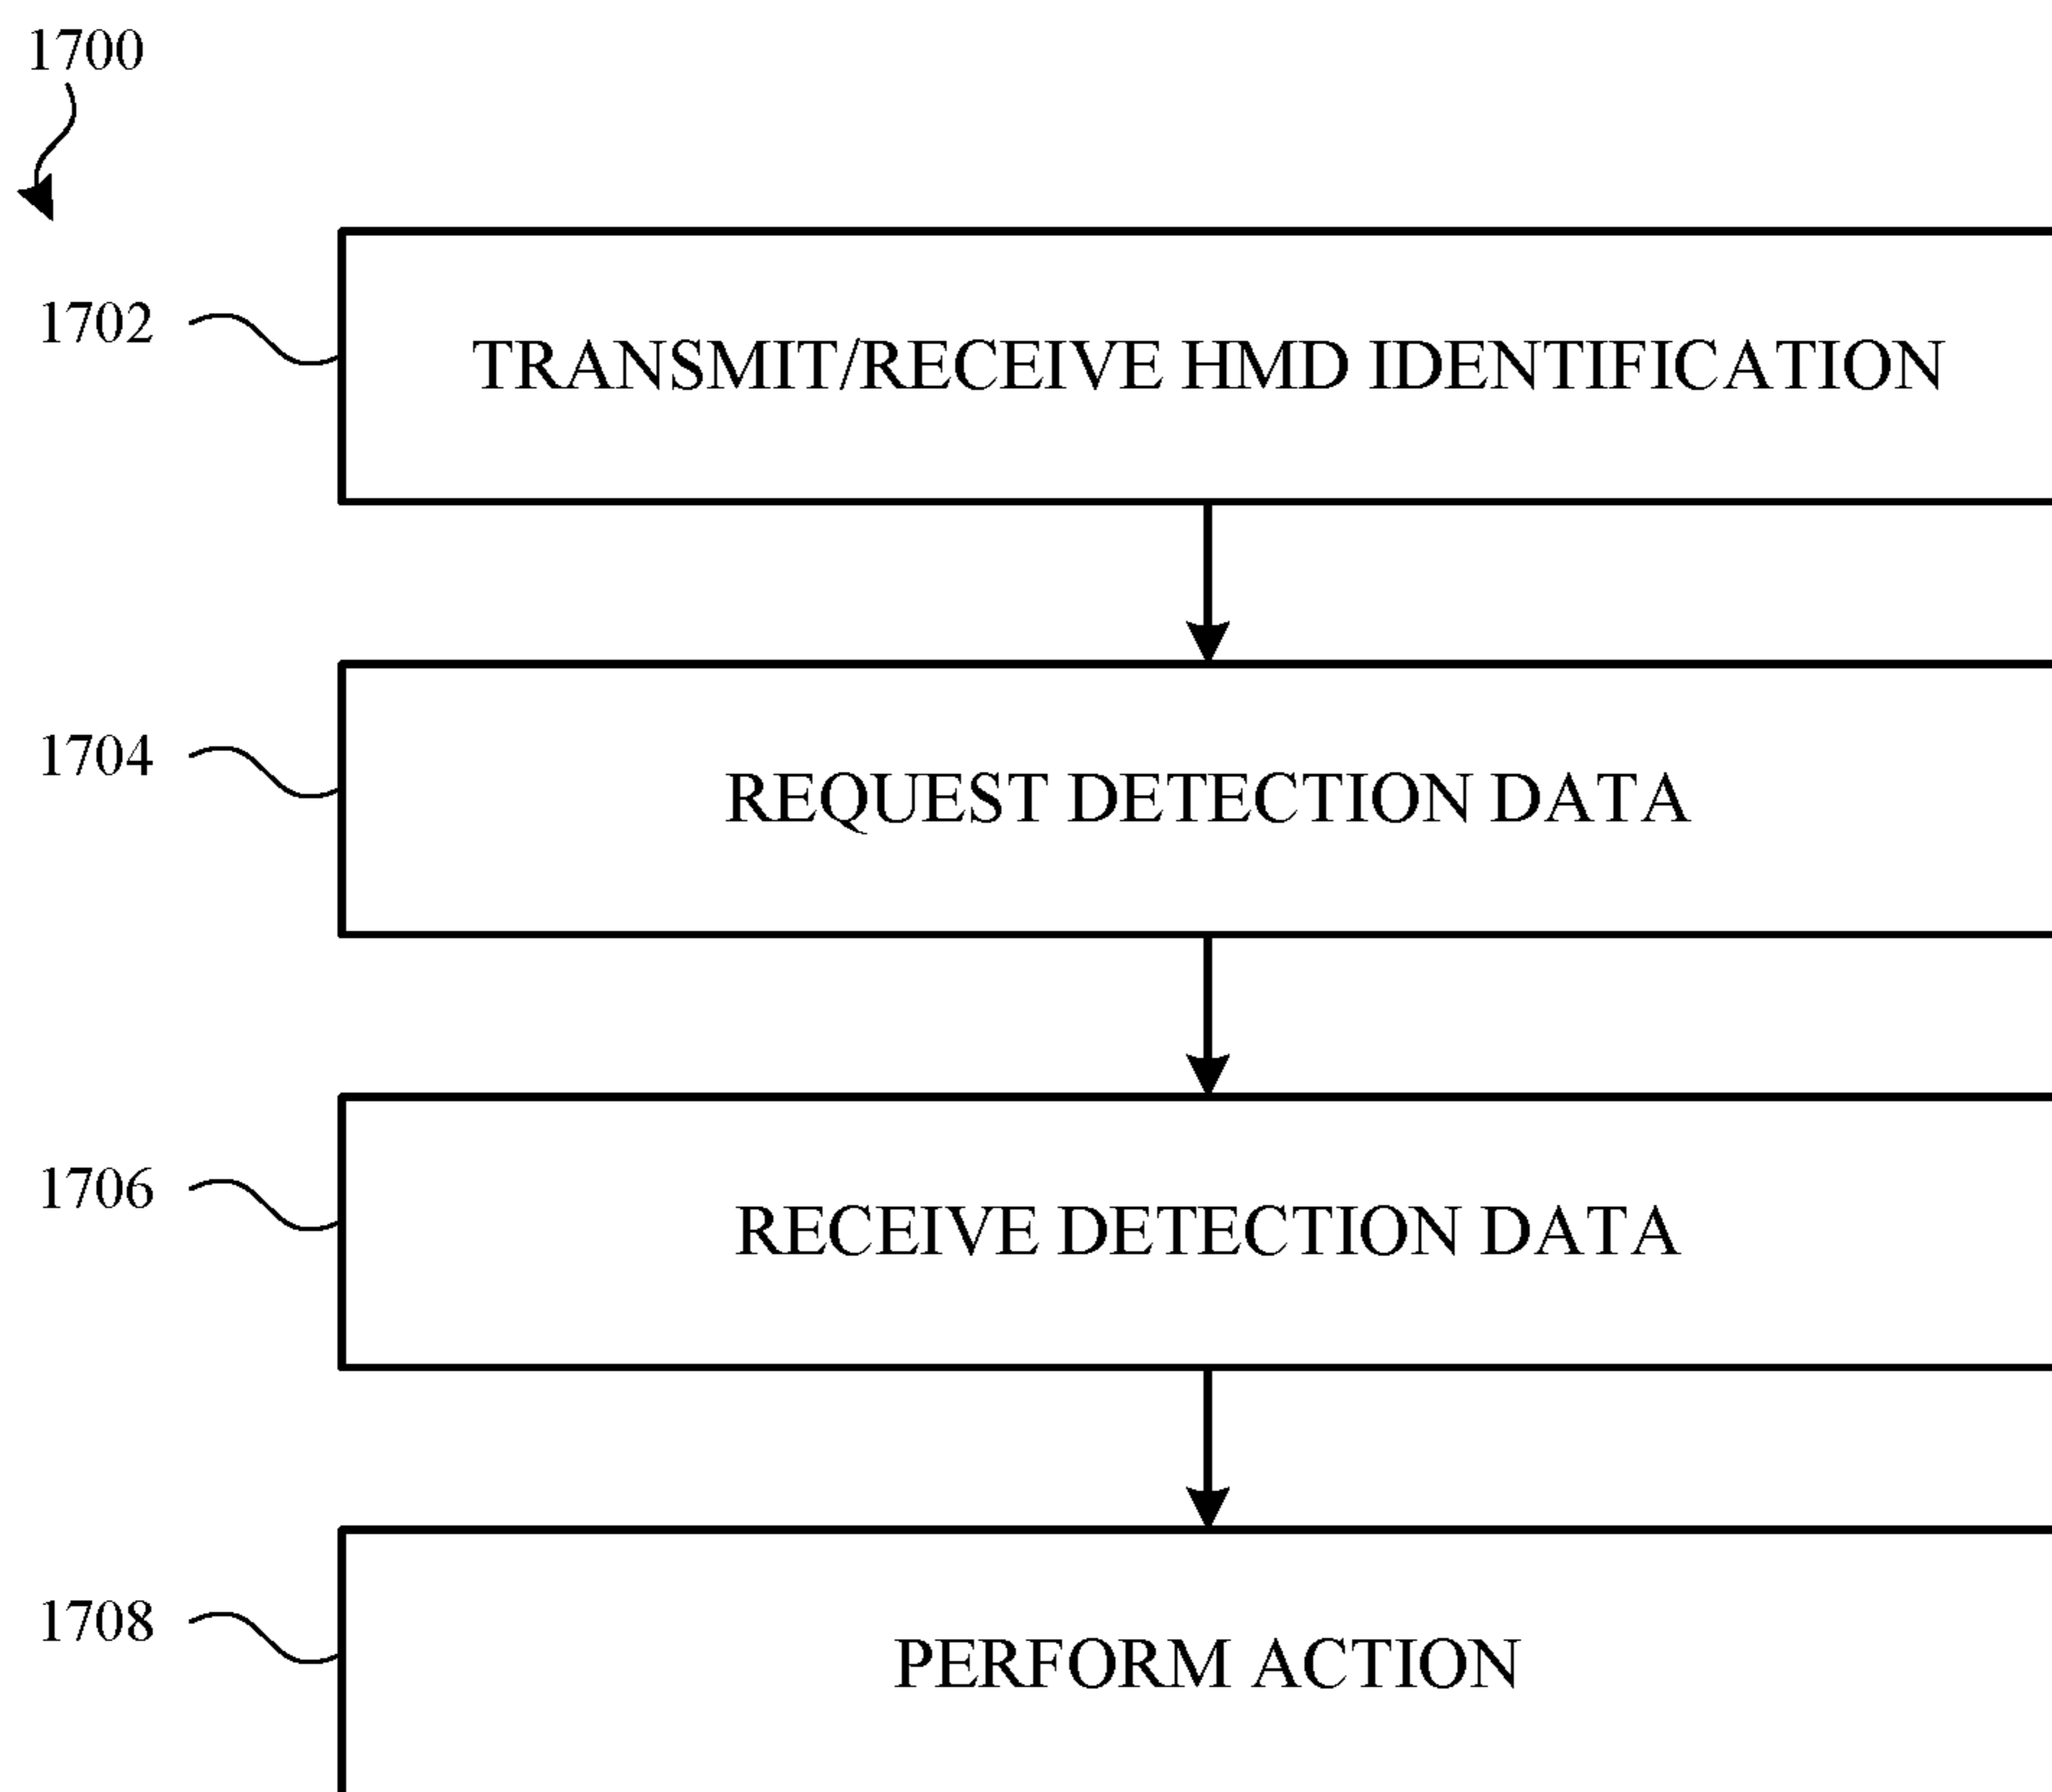 1700
1702
TRANSMIT/RECEIVE HMD IDENTIFICATION
1704
REQUEST DETECTION DATA
1706
RECEIVE DETECTION DATA
1708
PERFORM ACTION